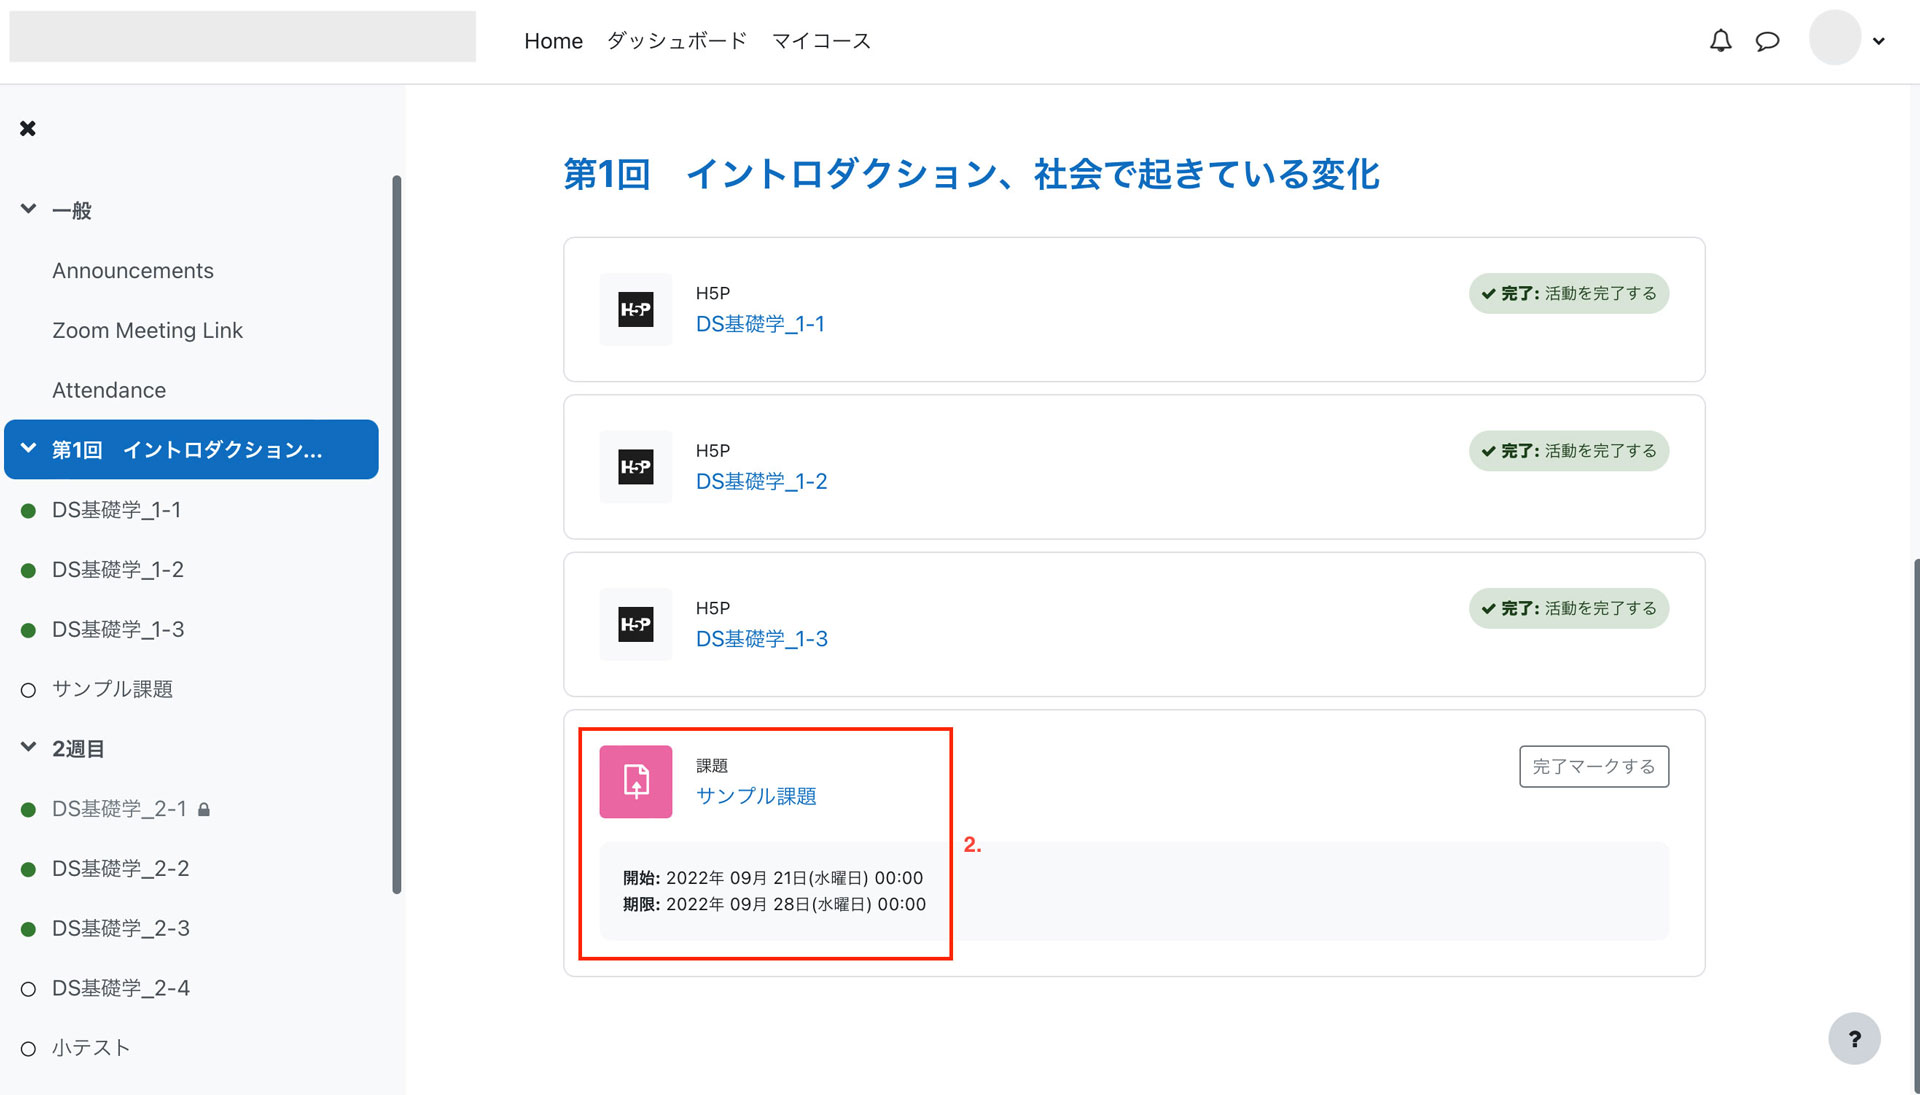 Home ダッシュボード マイコース
一般
Announcements
Zoom Meeting Link
Attendance
第1回　イントロダクション...
DS基礎学_1-1
DS基礎学_1-2
DS基礎学_1-3
サンプル課題
2週目
DS基礎学_2-1
DS基礎学_2-2
DS基礎学_2-3
DS基礎学_2-4
小テスト
第1回　イントロダクション、社会で起きている変化
H5P
H5P
DS基礎学_1-1
完了: 活動を完了する
H5P
H5P
DS基礎学_1-2
完了: 活動を完了する
H5P
H5P
DS基礎学_1-3
完了: 活動を完了する
課題
サンプル課題
完了マークする
2.
開始: 2022年 09月 21日(水曜日) 00:00
期限: 2022年 09月 28日(水曜日) 00:00
?